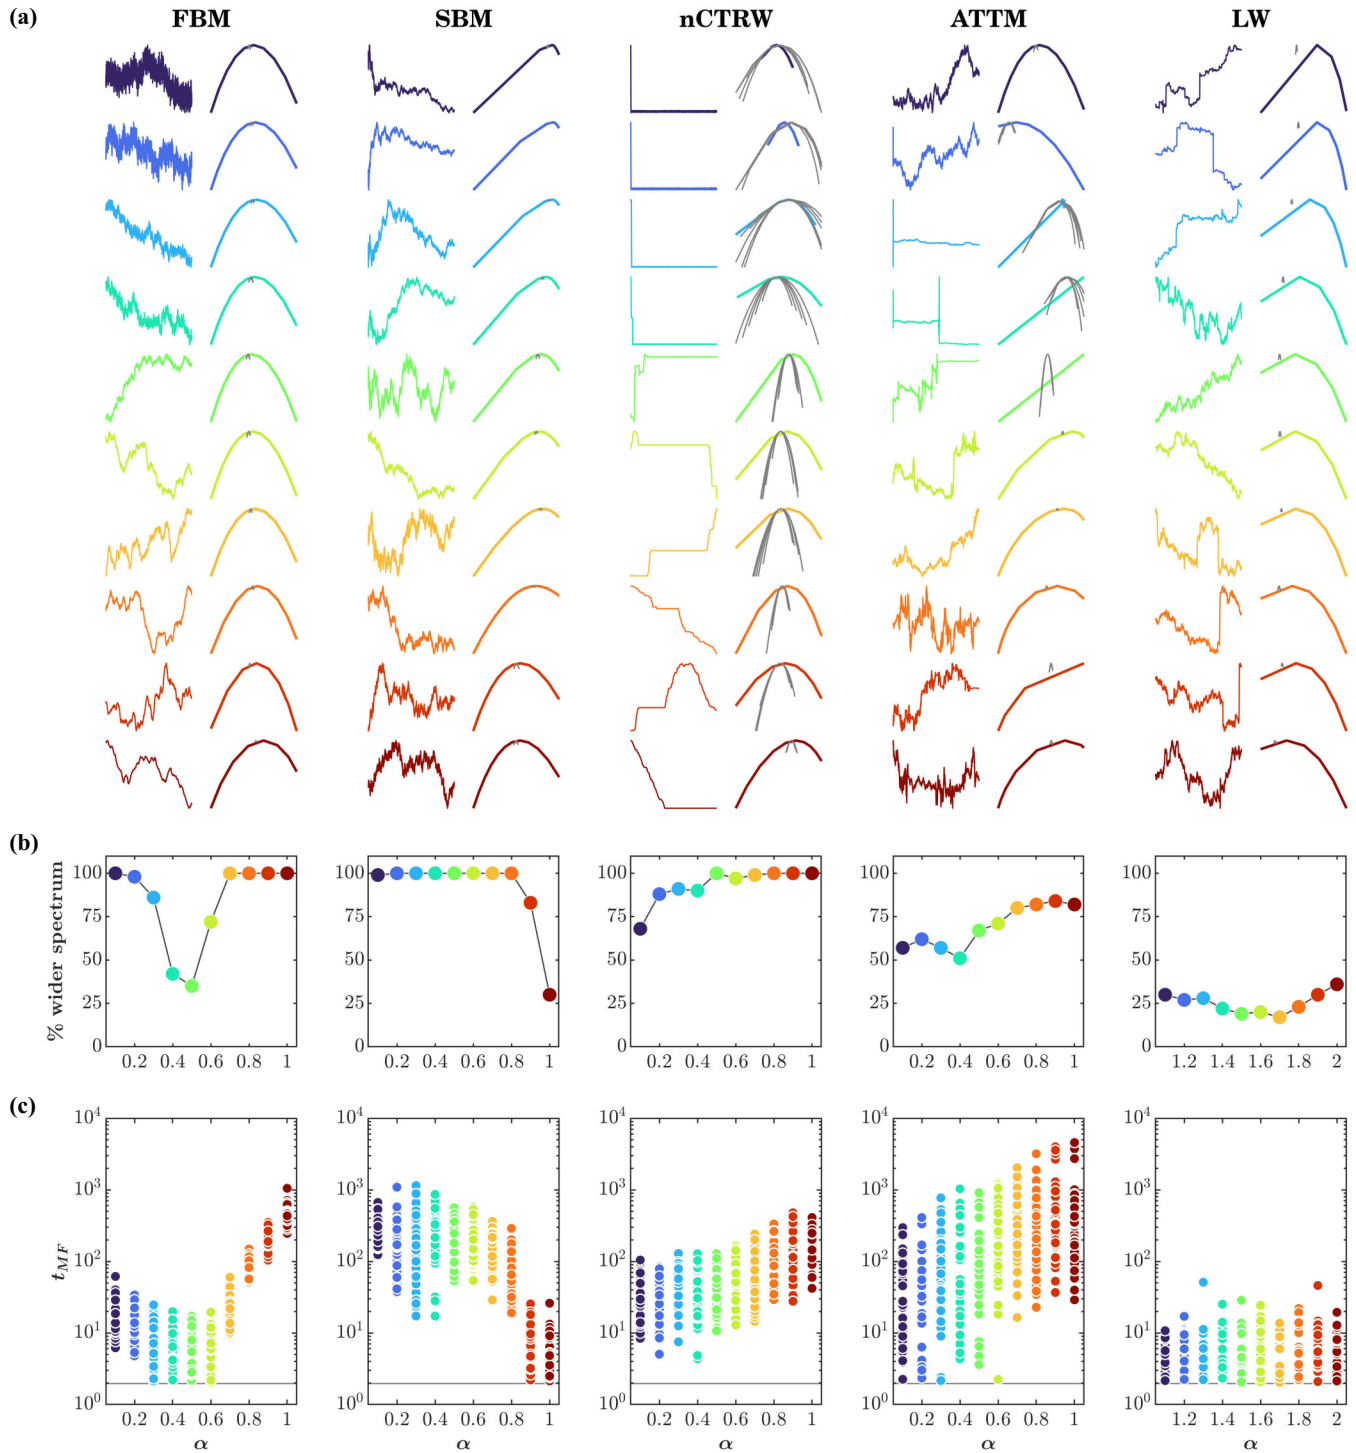 (a) FBM SBM nCTRW ATTM LW
(b)
% wider spectrum
100 100 100 100 100
75 75 75 75 75
50 50 50 50 50
25 25 25 25 25
0 0 0 0 0
0.2 0.4 0.6 0.8 1 0.2 0.4 0.6 0.8 1 0.2 0.4 0.6 0.8 1 0.2 0.4 0.6 0.8 1 1.2 1.4 1.6 1.8 2
(c)
t_MF
10^4 10^4 10^4 10^4 10^4
10^3 10^3 10^3 10^3 10^3
10^2 10^2 10^2 10^2 10^2
10^1 10^1 10^1 10^1 10^1
10^0 10^0 10^0 10^0 10^0
0.2 0.4 0.6 0.8 1 0.2 0.4 0.6 0.8 1 0.2 0.4 0.6 0.8 1 0.2 0.4 0.6 0.8 1 1.2 1.4 1.6 1.8 2
α α α α α